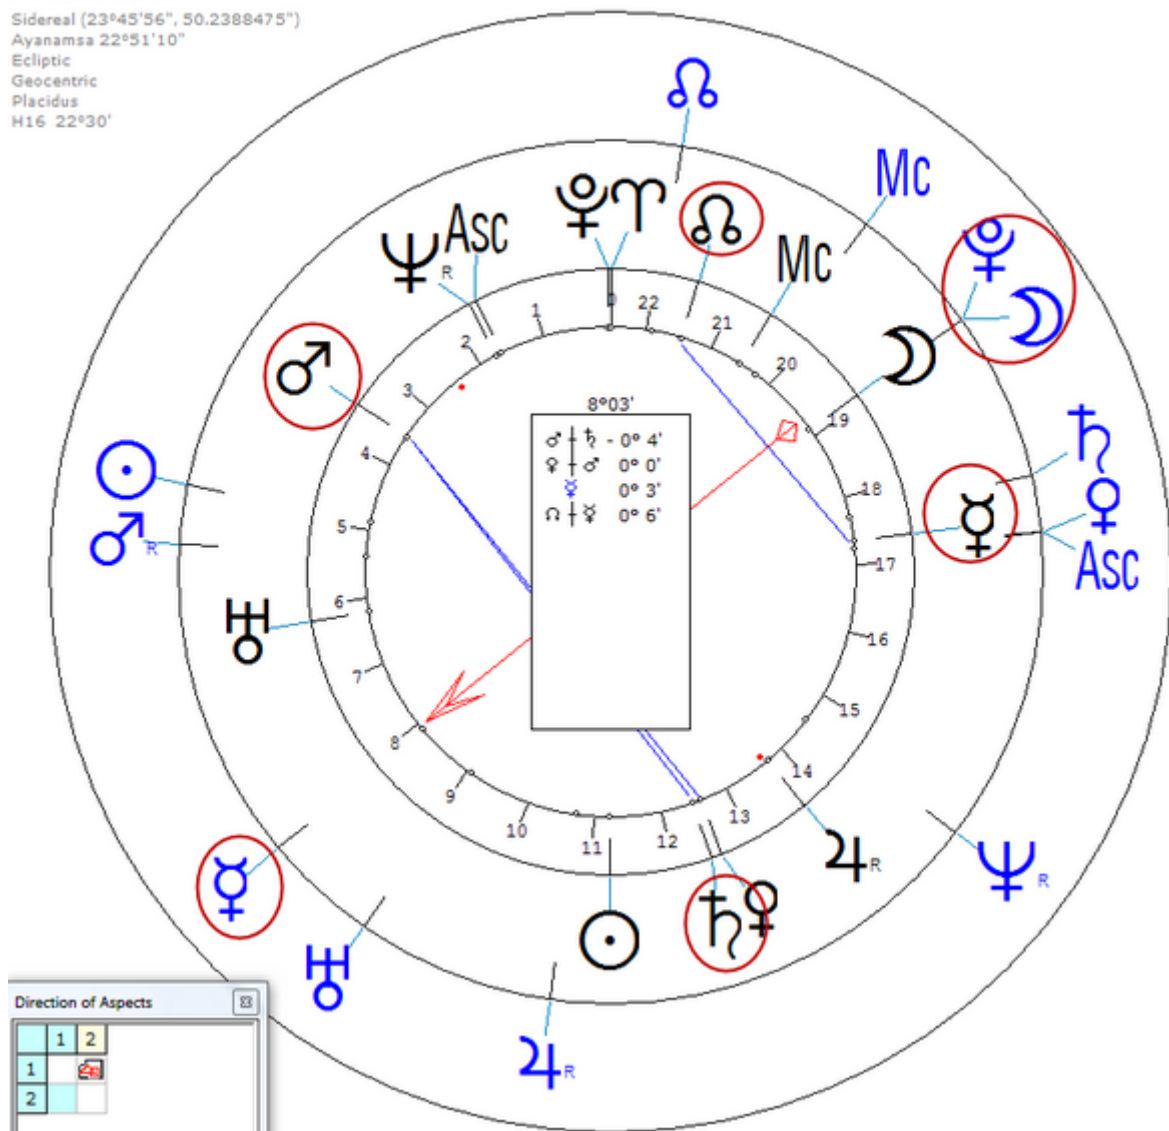 Sidereal (23°45'56", 50.2388475")
Ayanamsa 22°51'10"
Ecliptic
Geocentric
Placidus
H16 22°30'
☊
Mc
♇ ♈ ☊
♆ R Asc
Mc
♇
☽
♂
☽
0
1
22
2
21
3
20
4
19
5
18
6
17
7
16
8
15
9
14
10
13
11
12
8°03'
♂ ┼ ♄ - 0° 4'
♀ ┼ ♂ 0° 0'
☿ 0° 3'
☊ ┼ ☿ 0° 6'
☉
♂ R
♄
☿
♀
Asc
♅
♃ R
♆ R
☿
♄ ♀
☉
♅
♃ R
Direction of Aspects
1 2
1
2